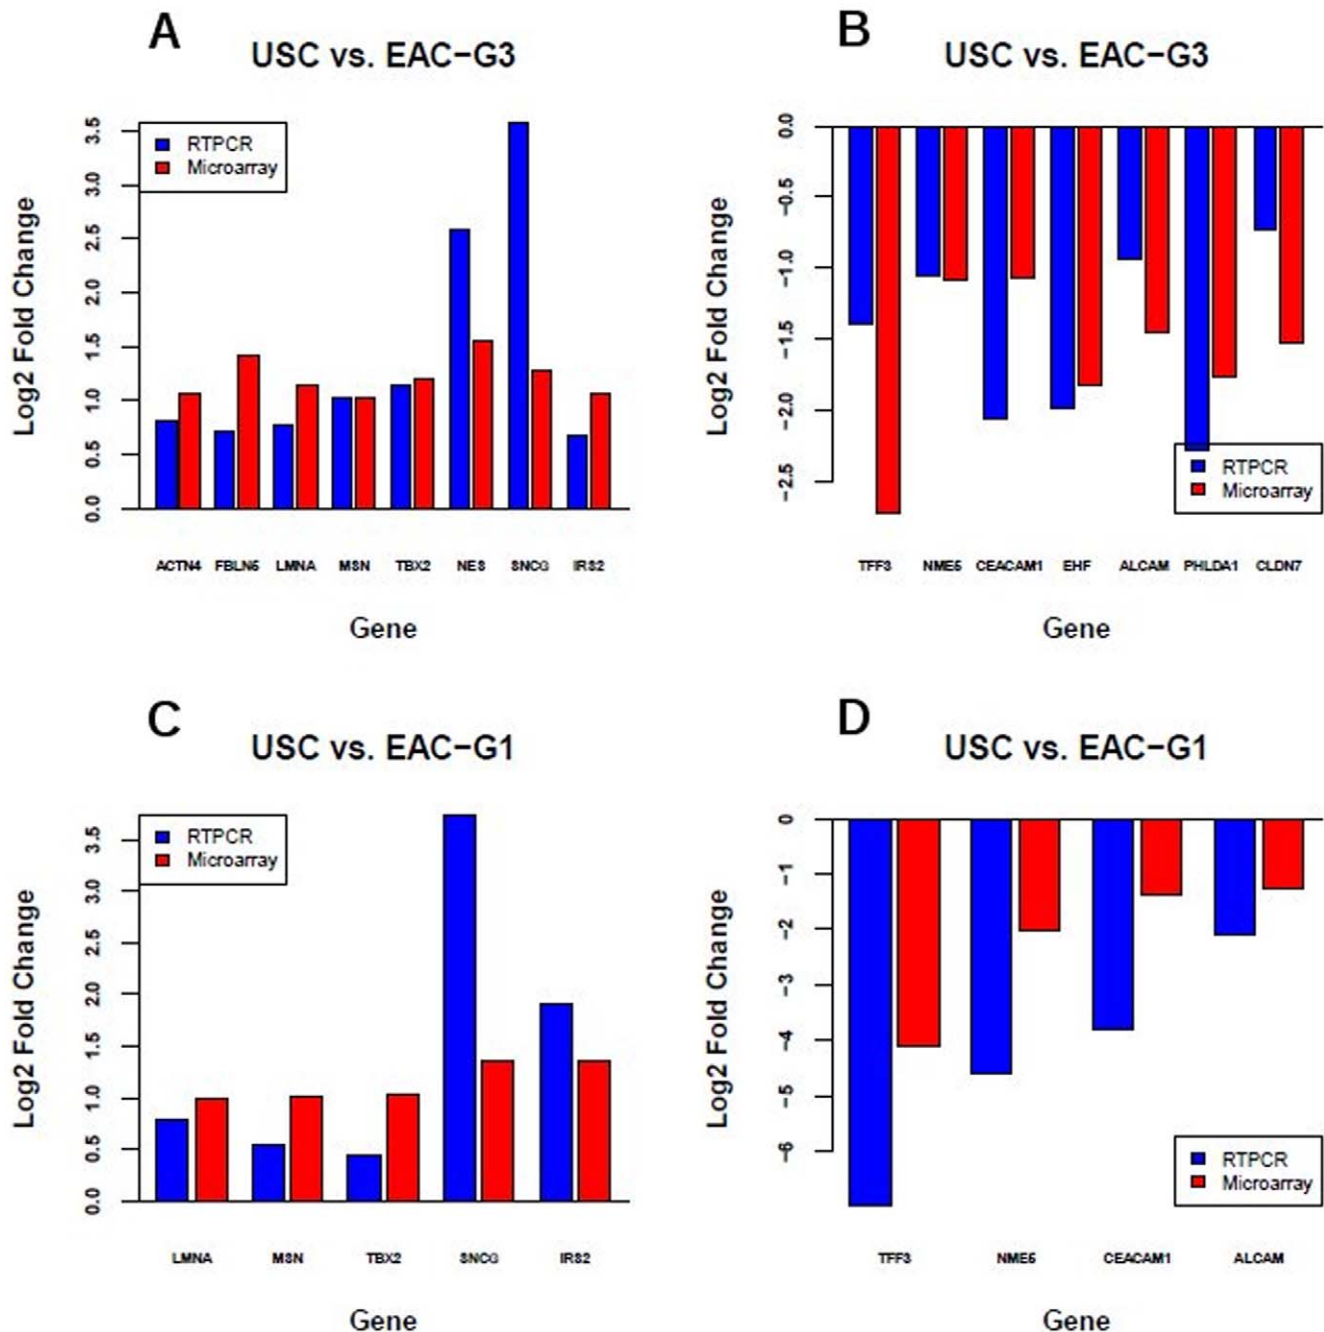 A
USC vs. EAC−G3
RTPCR
Microarray
Log2 Fold Change
3.5
3.0
2.5
2.0
1.5
1.0
0.5
0.0
ACTN4 FBLN5 LMNA MSN TBX2 NES SNCG IRS2
Gene
B
USC vs. EAC−G3
Log2 Fold Change
0.0
−0.5
−1.0
−1.5
−2.0
−2.5
RTPCR
Microarray
TFF3 NME5 CEACAM1 EHF ALCAM PHLDA1 CLDN7
Gene
C
USC vs. EAC−G1
RTPCR
Microarray
Log2 Fold Change
3.5
3.0
2.5
2.0
1.5
1.0
0.5
0.0
LMNA MSN TBX2 SNCG IRS2
Gene
D
USC vs. EAC−G1
Log2 Fold Change
0
−1
−2
−3
−4
−5
−6
RTPCR
Microarray
TFF3 NME5 CEACAM1 ALCAM
Gene